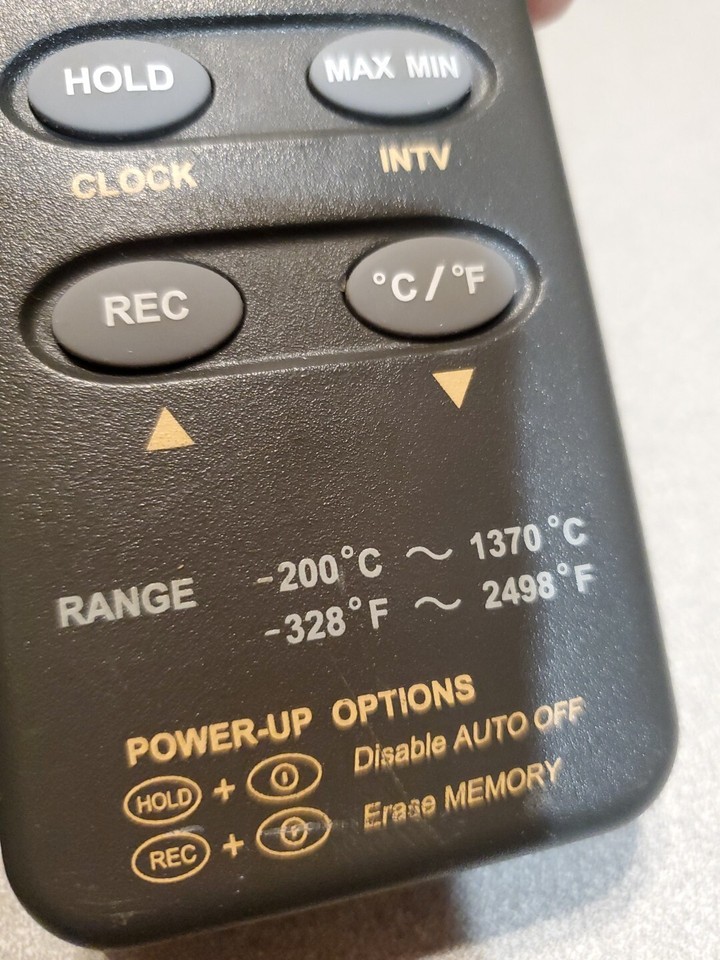 HOLD MAX MIN
CLOCK INTV
REC °C/°F
RANGE -200°C ~ 1370°C
-328°F ~ 2498°F
POWER-UP OPTIONS
HOLD + Disable AUTO OFF
REC + Erase MEMORY